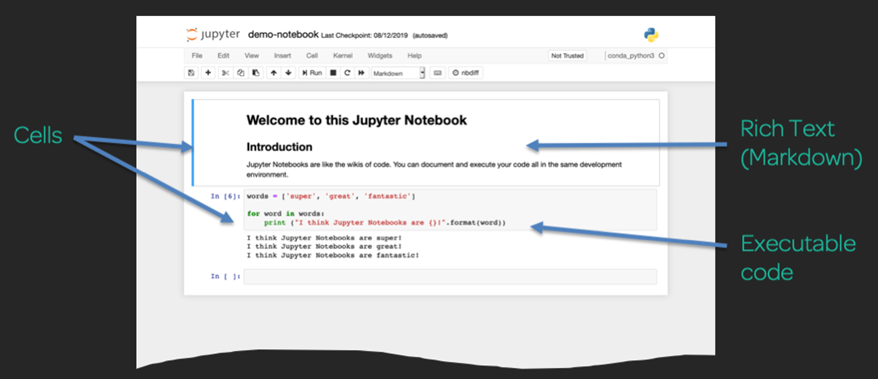 jupyter demo-notebook Last Checkpoint: 08/12/2019 (autosaved)
File Edit View Insert Cell Kernel Widgets Help Not Trusted conda_python3
Run Markdown nbdiff
Cells
Welcome to this Jupyter Notebook
Introduction
Jupyter Notebooks are like the wikis of code. You can document and execute your code all in the same development
environment.
Rich Text
(Markdown)
In [6]: words = ['super', 'great', 'fantastic']
for word in words:
print ("I think Jupyter Notebooks are {}!".format(word))
I think Jupyter Notebooks are super!
I think Jupyter Notebooks are great!
I think Jupyter Notebooks are fantastic!
Executable
code
In [ ]: